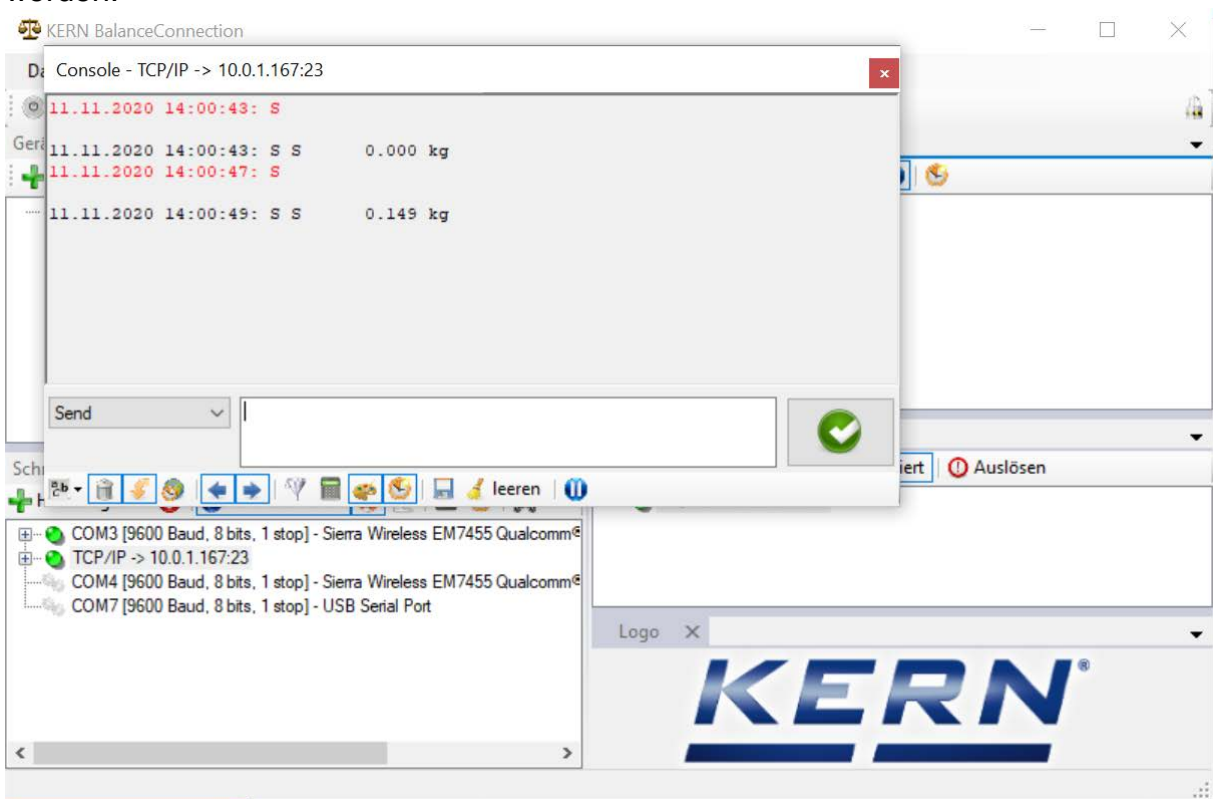 KERN BalanceConnection
Console - TCP/IP -> 10.0.1.167:23
11.11.2020 14:00:43: S
11.11.2020 14:00:43: S S 0.000 kg
11.11.2020 14:00:47: S
11.11.2020 14:00:49: S S 0.149 kg
Send
leeren
Auslösen
COM3 [9600 Baud, 8 bits, 1 stop] - Sierra Wireless EM7455 Qualcomm®
TCP/IP -> 10.0.1.167:23
COM4 [9600 Baud, 8 bits, 1 stop] - Sierra Wireless EM7455 Qualcomm®
COM7 [9600 Baud, 8 bits, 1 stop] - USB Serial Port
Logo
KERN®